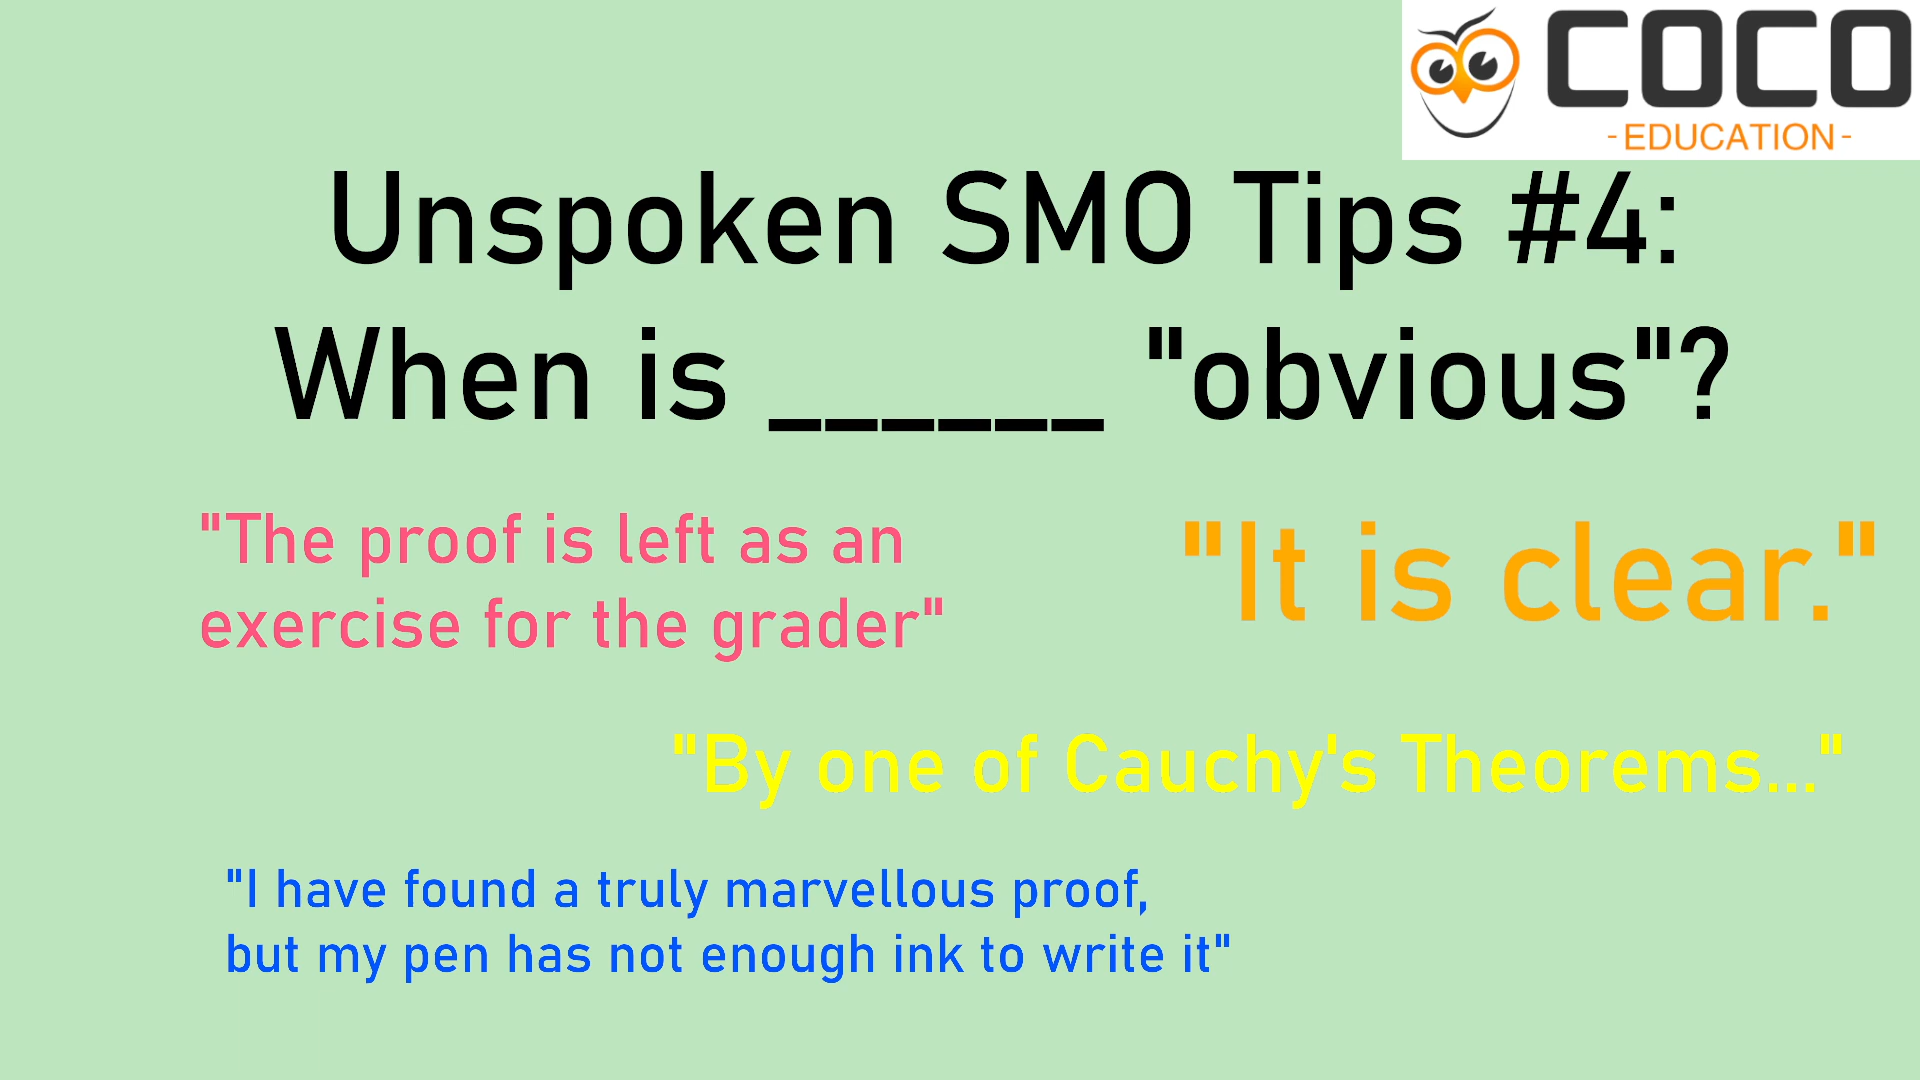 COCO
- EDUCATION -
Unspoken SMO Tips #4:
When is ______ "obvious"?
"The proof is left as an
exercise for the grader"
"It is clear."
"By one of Cauchy's Theorems..."
"I have found a truly marvellous proof,
but my pen has not enough ink to write it"